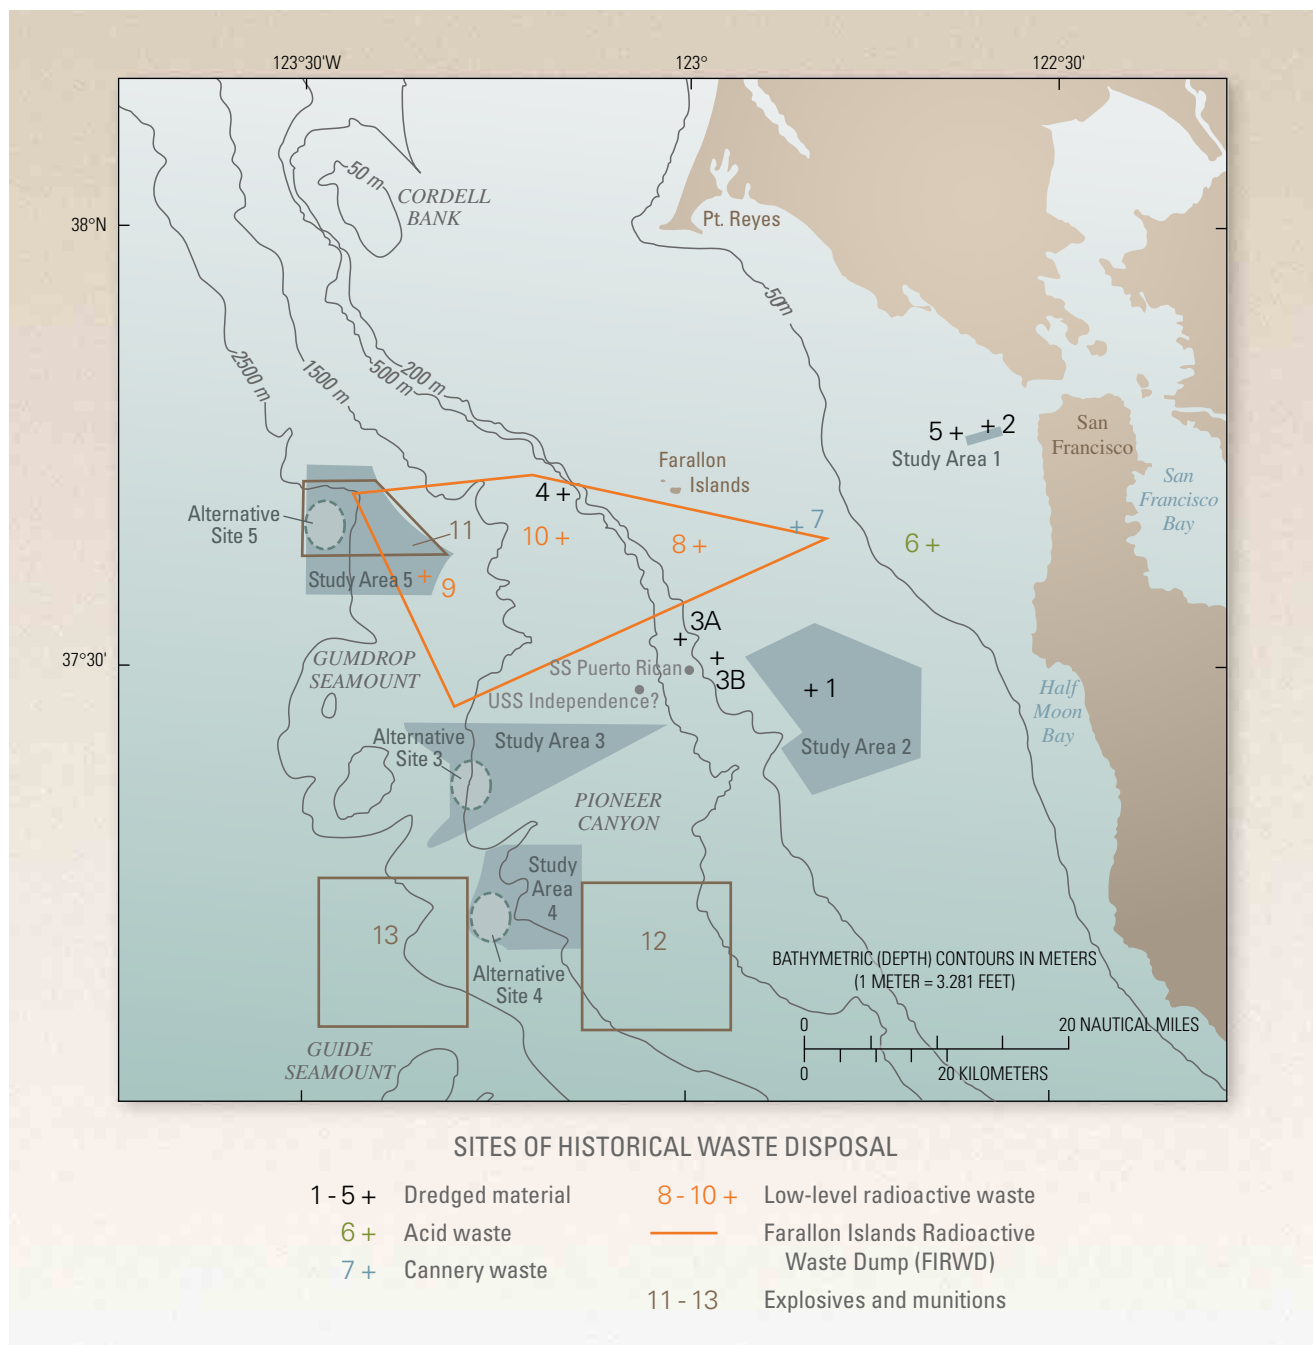 123°30'W
123°
122°30'
38°N
37°30'
50 m
CORDELL
BANK
Pt. Reyes
50m
2500 m
1500 m
500 m
200 m
San
Francisco
5 +
+ 2
Study Area 1
San
Francisco
Bay
Farallon
Islands
4 +
Alternative
Site 5
11
10 +
8 +
+ 7
6 +
Study Area 5
+
9
3A
+
+
3B
SS Puerto Rican
USS Independence?
GUMDROP
SEAMOUNT
+ 1
Half
Moon
Bay
Alternative
Site 3
Study Area 3
Study Area 2
PIONEER
CANYON
Study
Area
4
13
12
Alternative
Site 4
BATHYMETRIC (DEPTH) CONTOURS IN METERS
(1 METER = 3.281 FEET)
0
20 NAUTICAL MILES
0
20 KILOMETERS
GUIDE
SEAMOUNT
SITES OF HISTORICAL WASTE DISPOSAL
1 - 5 + Dredged material
6 + Acid waste
7 + Cannery waste
8 - 10 + Low-level radioactive waste
Farallon Islands Radioactive
Waste Dump (FIRWD)
11 - 13 Explosives and munitions